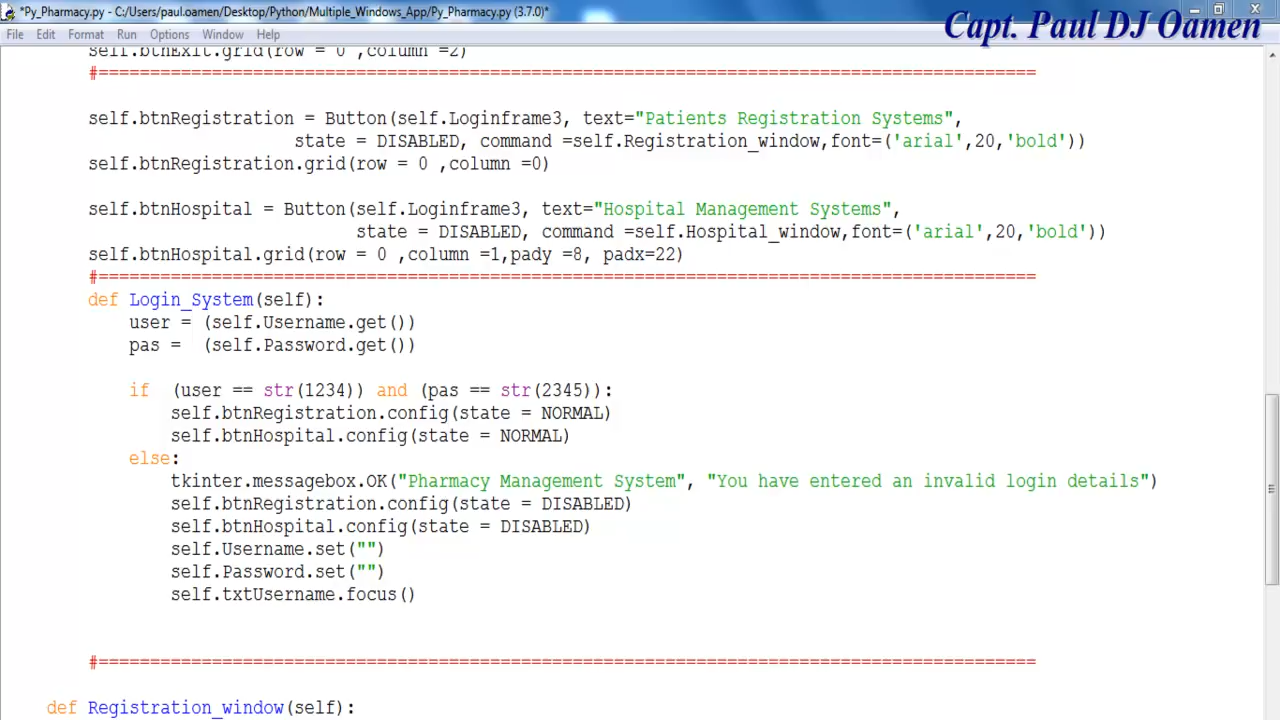 *Py_Pharmacy.py - C:/Users/paul.oamen/Desktop/Python/Multiple_Windows_App/Py_Pharmacy.py (3.7.0)*
Capt. Paul DJ Oamen
File Edit Format Run Options Window Help
self.btnExit.grid(row = 0 ,column =2)
#===========================================================================================
self.btnRegistration = Button(self.Loginframe3, text="Patients Registration Systems",
state = DISABLED, command =self.Registration_window,font=('arial',20,'bold'))
self.btnRegistration.grid(row = 0 ,column =0)
self.btnHospital = Button(self.Loginframe3, text="Hospital Management Systems",
state = DISABLED, command =self.Hospital_window,font=('arial',20,'bold'))
self.btnHospital.grid(row = 0 ,column =1,pady =8, padx=22)
#===========================================================================================
def Login_System(self):
user = (self.Username.get())
pas =  (self.Password.get())
if  (user == str(1234)) and (pas == str(2345)):
self.btnRegistration.config(state = NORMAL)
self.btnHospital.config(state = NORMAL)
else:
tkinter.messagebox.OK("Pharmacy Management System", "You have entered an invalid login details")
self.btnRegistration.config(state = DISABLED)
self.btnHospital.config(state = DISABLED)
self.Username.set("")
self.Password.set("")
self.txtUsername.focus()
#===========================================================================================
def Registration_window(self):